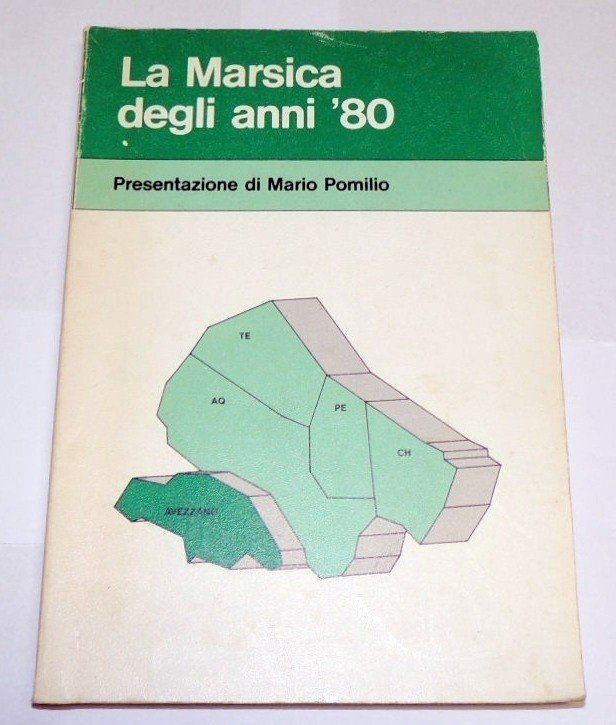 La Marsica
degli anni '80
Presentazione di Mario Pomilio
TE
AQ
PE
CH
AVEZZANO